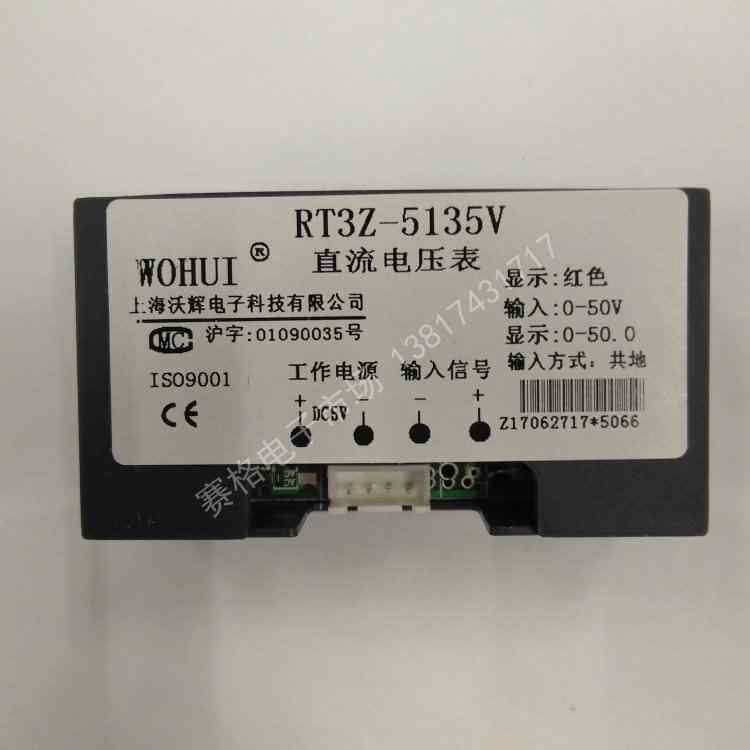 RT3Z-5135V
WOHUI ®
直流电压表
上海沃辉电子科技有限公司
MC 沪字:01090035号
ISO9001
CE
显示:红色
输入:0-50V
显示:0-50.0
输入方式: 共地
工作电源 输入信号
+ DC5V - - +
Z17062717*5066
赛格电子市场 13817431717